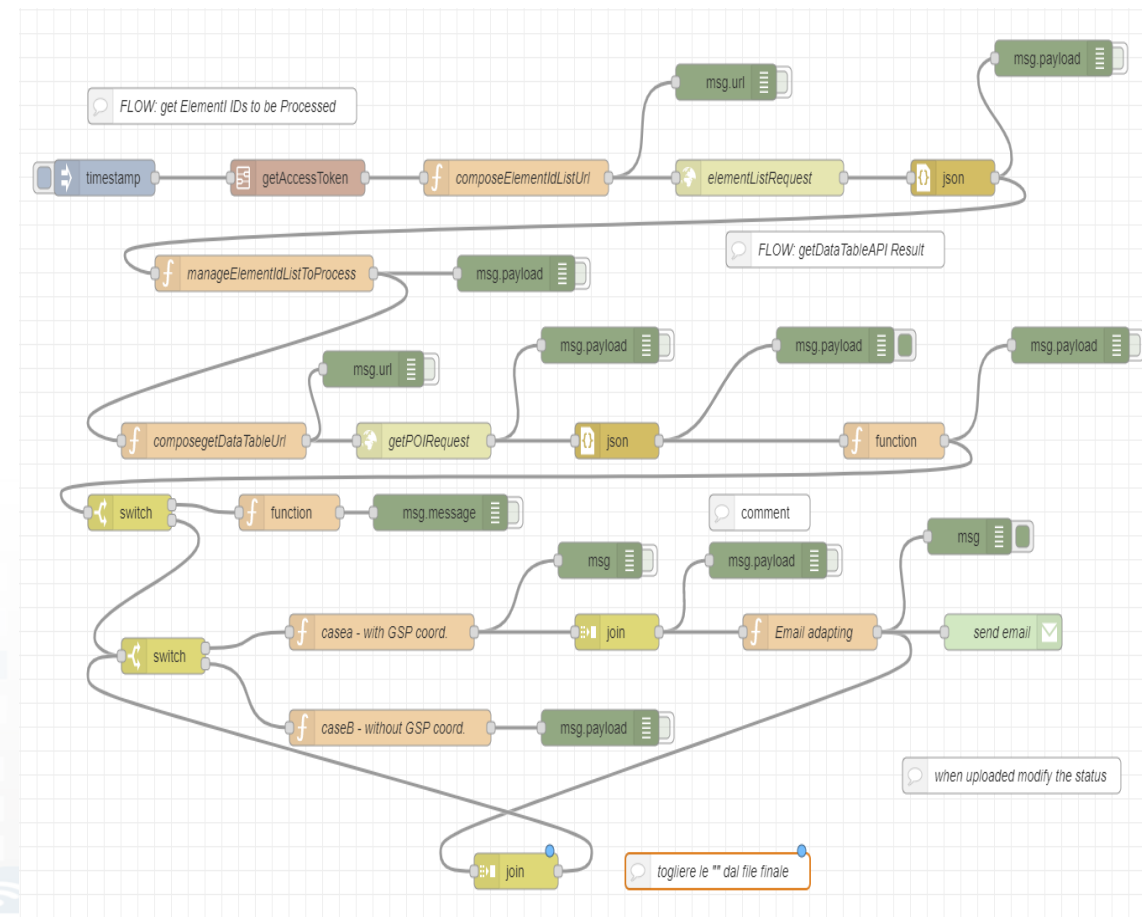 msg.payload
msg.url
FLOW: get ElementI IDs to be Processed
timestamp
getAccessToken
composeElementIdListUrl
elementListRequest
json
FLOW: getDataTableAPI Result
manageElementIdListToProcess
msg.payload
msg.payload
msg.payload
msg.payload
msg.url
composegetDataTableUrl
getPOIRequest
json
function
switch
function
msg.message
comment
msg
msg
msg.payload
casea - with GSP coord.
join
Email adapting
send email
switch
caseB - without GSP coord.
msg.payload
when uploaded modify the status
join
togliere le "" dal file finale